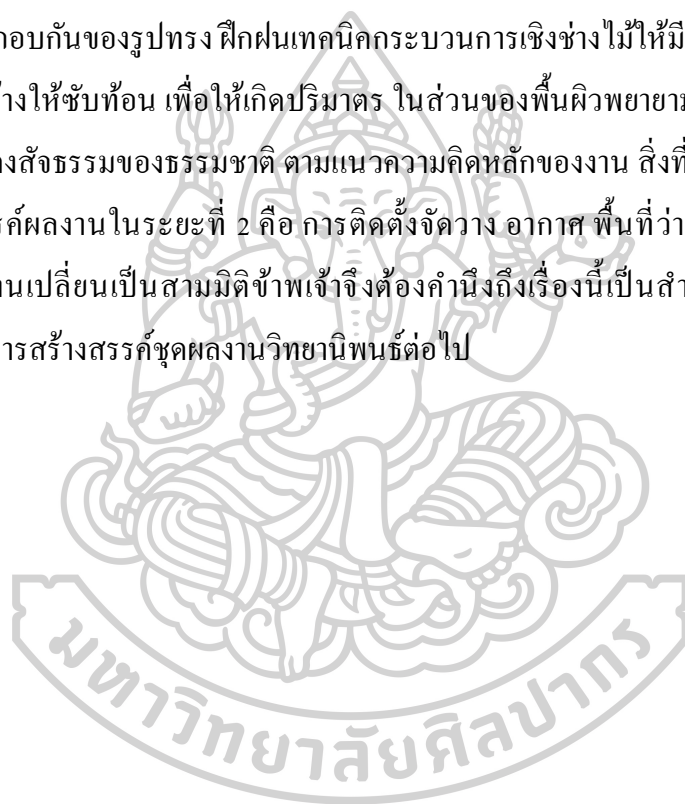 กอบกันของรูปทรง ฝึกฝนเทคนิคกระบวนการเชิงช่างไม้ให้มี
างให้ซับท้อน เพื่อให้เกิดปริมาตร ในส่วนของพื้นผิวพยายาม
งสัจธรรมของธรรมชาติ ตามแนวความคิดหลักของงาน สิ่งที่
ค์ผลงานในระยะที่ 2 คือ การติดตั้งจัดวาง อากาศ พื้นที่ว่า
านเปลี่ยนเป็นสามมิติข้าพเจ้าจึงต้องคำนึงถึงเรื่องนี้เป็นสำ
ารสร้างสรรค์ชุดผลงานวิทยานิพนธ์ต่อไป
มหาวิทยาลัยศิลปากร